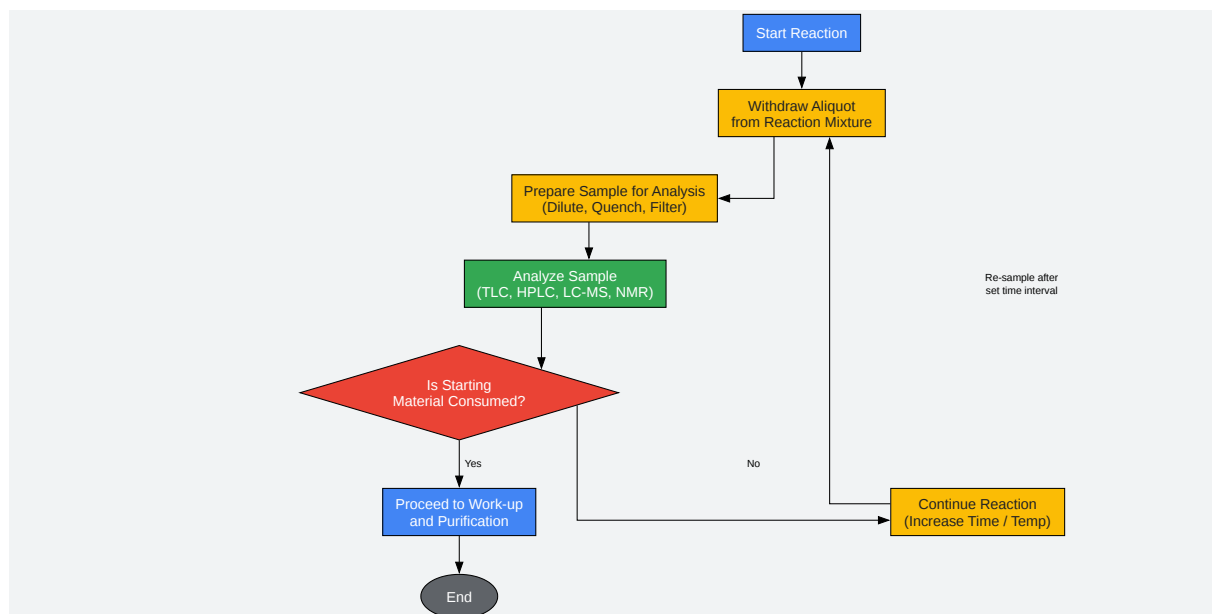 Start Reaction
Withdraw Aliquot
from Reaction Mixture
Prepare Sample for Analysis
(Dilute, Quench, Filter)
Analyze Sample
(TLC, HPLC, LC-MS, NMR)
Re-sample after
set time interval
Is Starting
Material Consumed?
Yes
No
Proceed to Work-up
and Purification
Continue Reaction
(Increase Time / Temp)
End